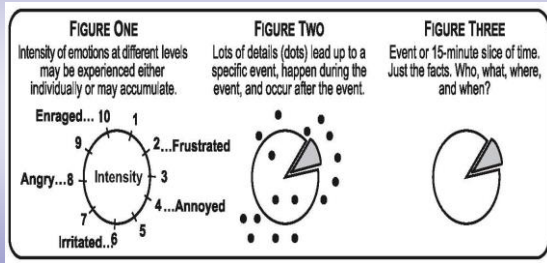 FIGURE ONE
Intensity of emotions at different levels
may be experienced either
individually or may accumulate.
Enraged... 10
1
9
2...Frustrated
Angry...8
Intensity
3
4...Annoyed
7
5
Irritated...6
FIGURE TWO
Lots of details (dots) lead up to a
specific event, happen during the
event, and occur after the event.
FIGURE THREE
Event or 15-minute slice of time.
Just the facts. Who, what, where,
and when?